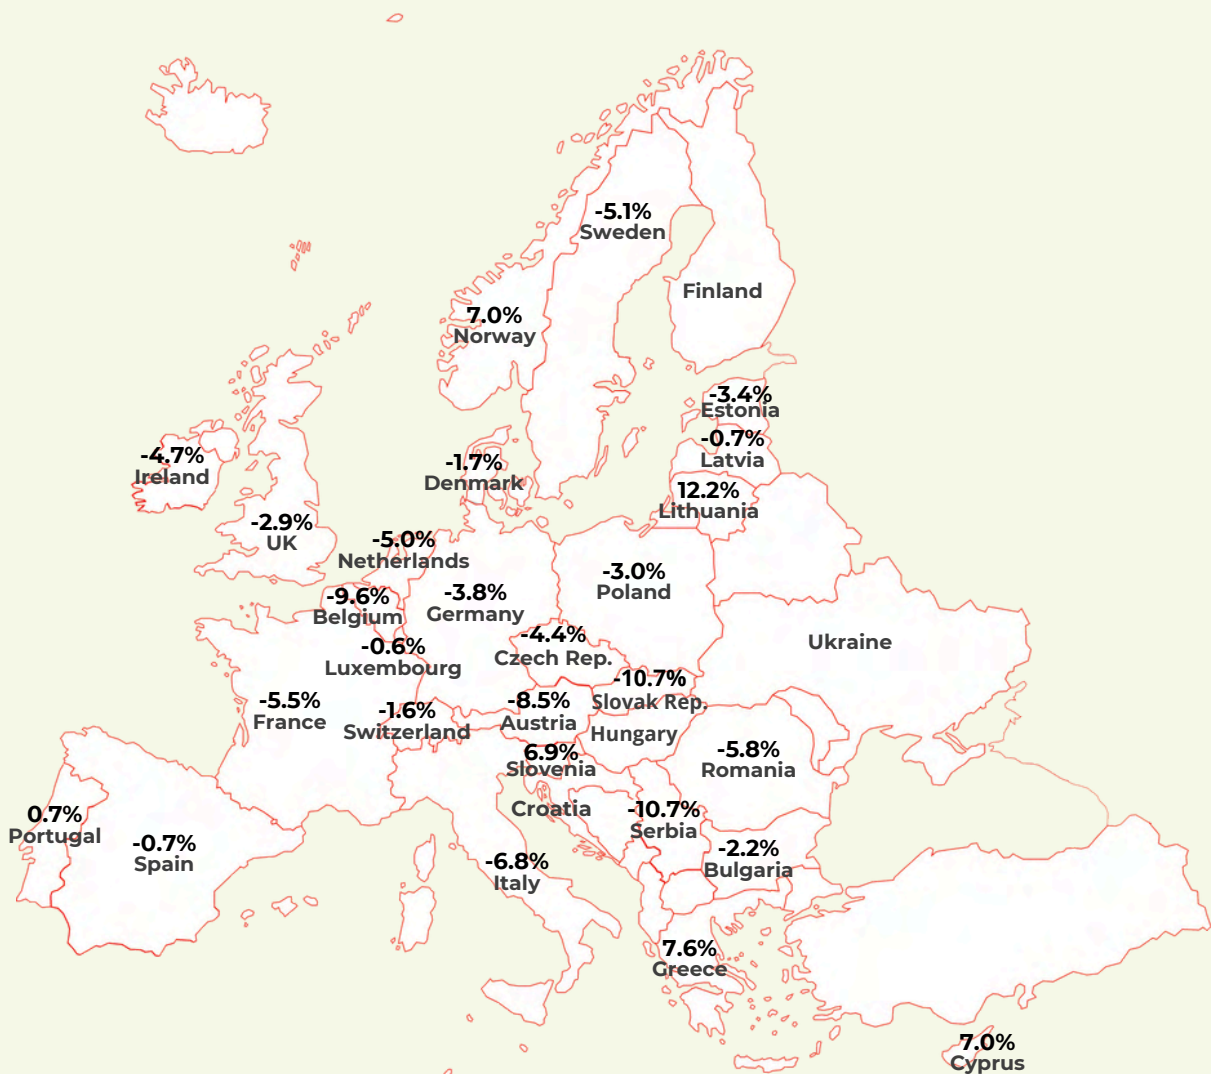 -5.1%
Sweden
Finland
7.0%
Norway
-3.4%
Estonia
-0.7%
Latvia
-4.7%
Ireland
-1.7%
Denmark
12.2%
Lithuania
-2.9%
UK
-5.0%
Netherlands
-3.0%
Poland
-9.6%
Belgium
-3.8%
Germany
-4.4%
Czech Rep.
Ukraine
-0.6%
Luxembourg
-10.7%
Slovak Rep.
-5.5%
France
-1.6%
Switzerland
-8.5%
Austria
Hungary
6.9%
Slovenia
-5.8%
Romania
0.7%
Portugal
-0.7%
Spain
Croatia
-10.7%
Serbia
-6.8%
Italy
-2.2%
Bulgaria
7.6%
Greece
7.0%
Cyprus